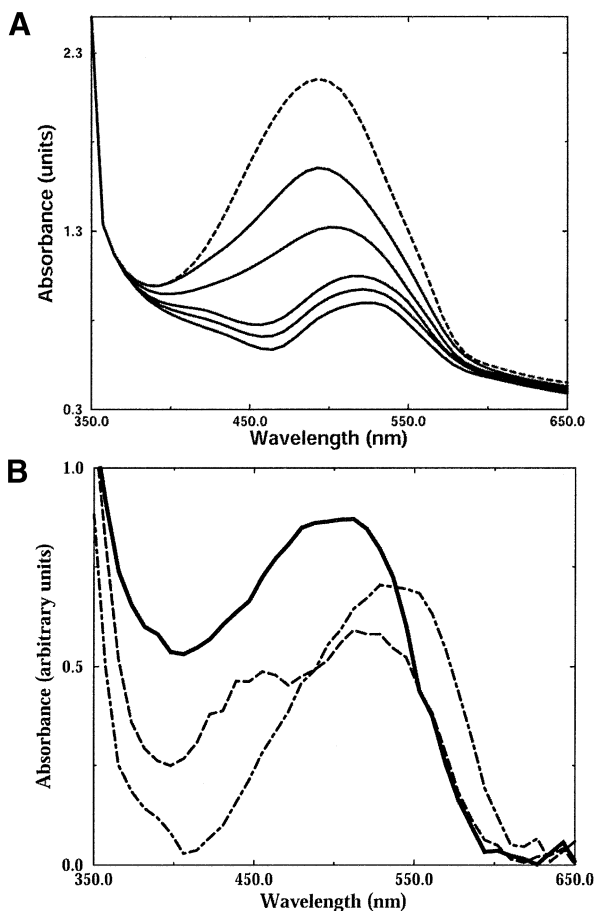 A
2.3
1.3
0.3
Absorbance (units)
350.0 450.0 550.0 650.0
Wavelength (nm)
B
1.0
0.5
0.0
Absorbance (arbitrary units)
350.0 450.0 550.0 650.0
Wavelength (nm)